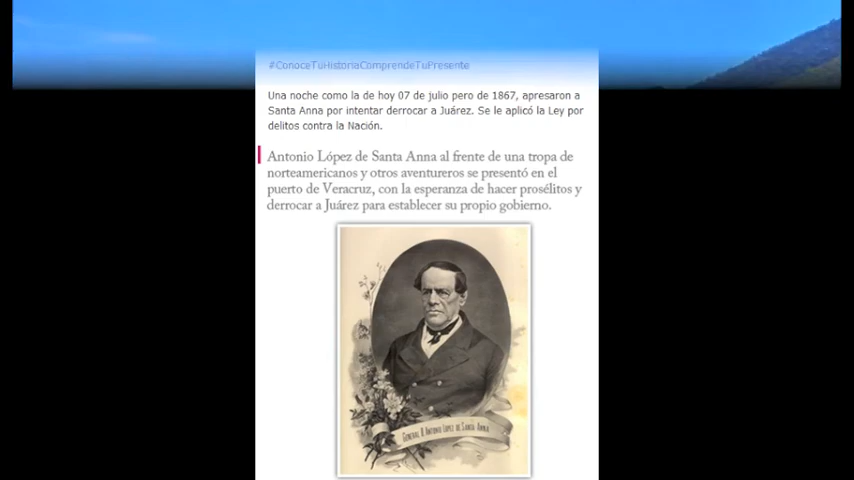 #ConoceTuHistoriaComprendeTuPresente
Una noche como la de hoy 07 de julio pero de 1867, apresaron a
Santa Anna por intentar derrocar a Juárez. Se le aplicó la Ley por
delitos contra la Nación.
Antonio López de Santa Anna al frente de una tropa de
norteamericanos y otros aventureros se presentó en el
puerto de Veracruz, con la esperanza de hacer prosélitos y
derrocar a Juárez para establecer su propio gobierno.
GENERAL D. ANTONIO LOPEZ DE SANTA ANNA